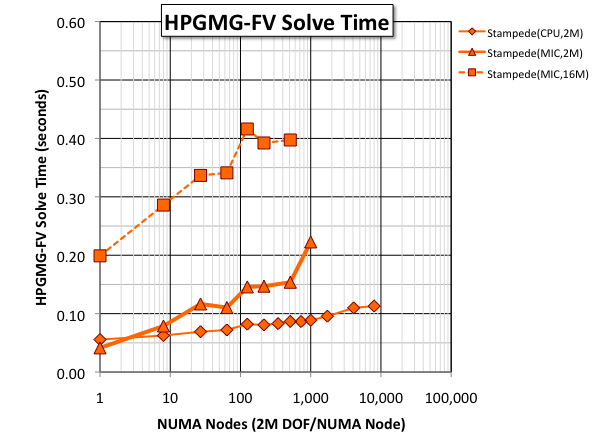 HPGMG-FV Solve Time
Stampede(CPU,2M)
Stampede(MIC,2M)
Stampede(MIC,16M)
HPGMG-FV Solve Time (seconds)
0.60
0.50
0.40
0.30
0.20
0.10
0.00
1 10 100 1,000 10,000 100,000
NUMA Nodes (2M DOF/NUMA Node)